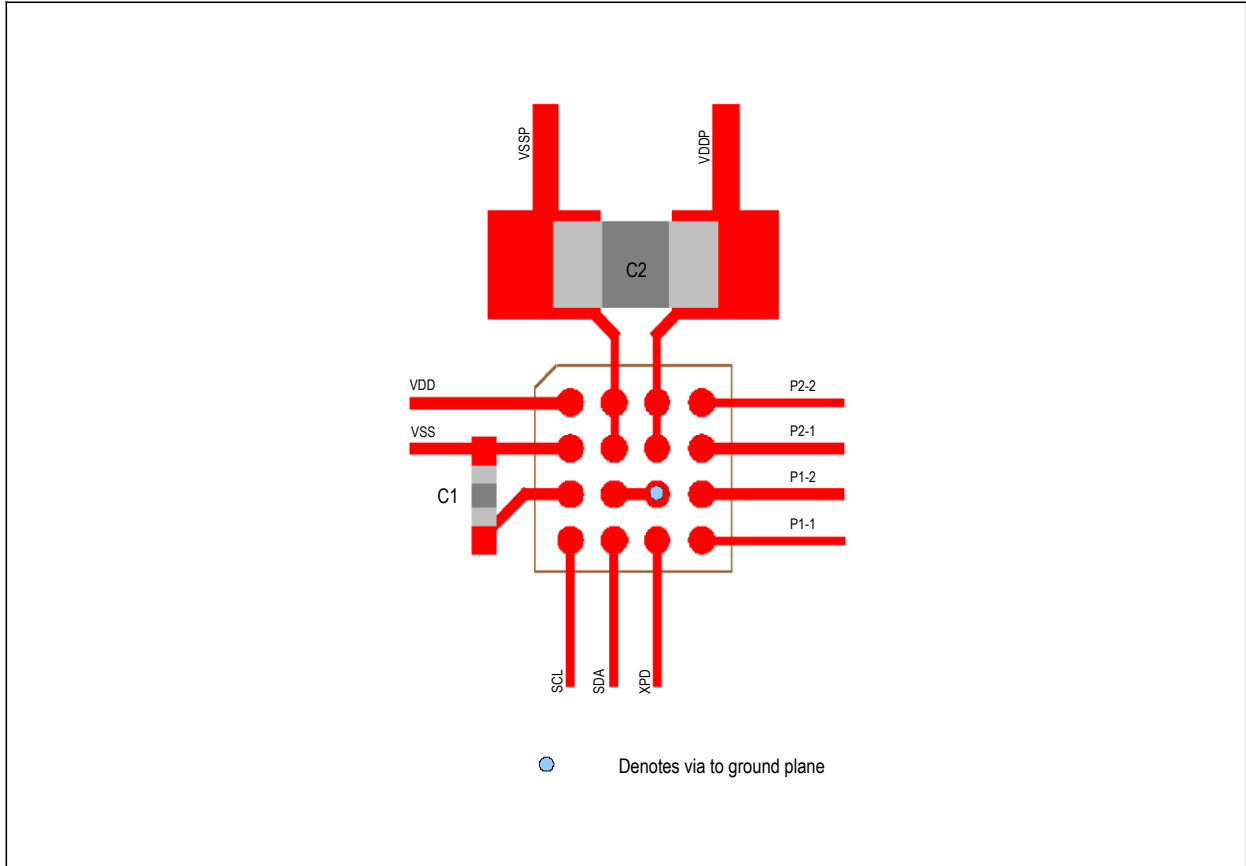 VSSP
VDDP
C2
VDD
P2-2
VSS
P2-1
C1
P1-2
P1-1
SCL
SDA
XPD
Denotes via to ground plane